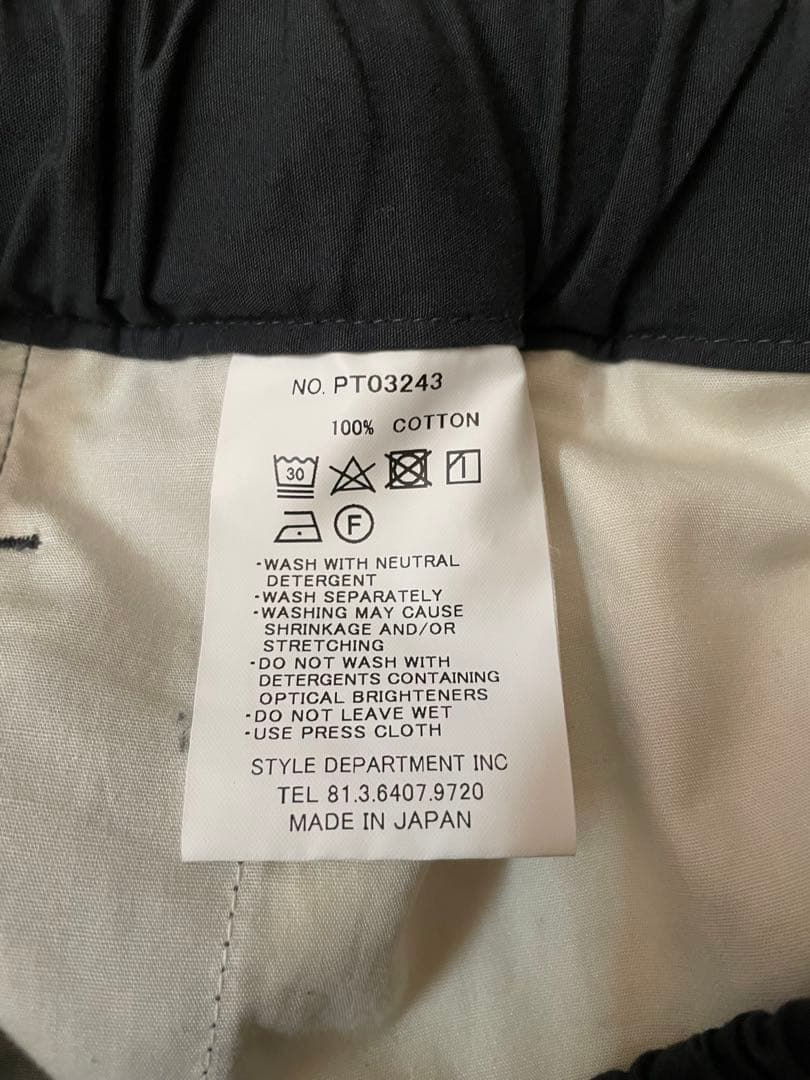 NO. PT03243
100% COTTON
30
F
-WASH WITH NEUTRAL
DETERGENT
-WASH SEPARATELY
-WASHING MAY CAUSE
SHRINKAGE AND/OR
STRETCHING
-DO NOT WASH WITH
DETERGENTS CONTAINING
OPTICAL BRIGHTENERS
-DO NOT LEAVE WET
-USE PRESS CLOTH
STYLE DEPARTMENT INC
TEL 81.3.6407.9720
MADE IN JAPAN